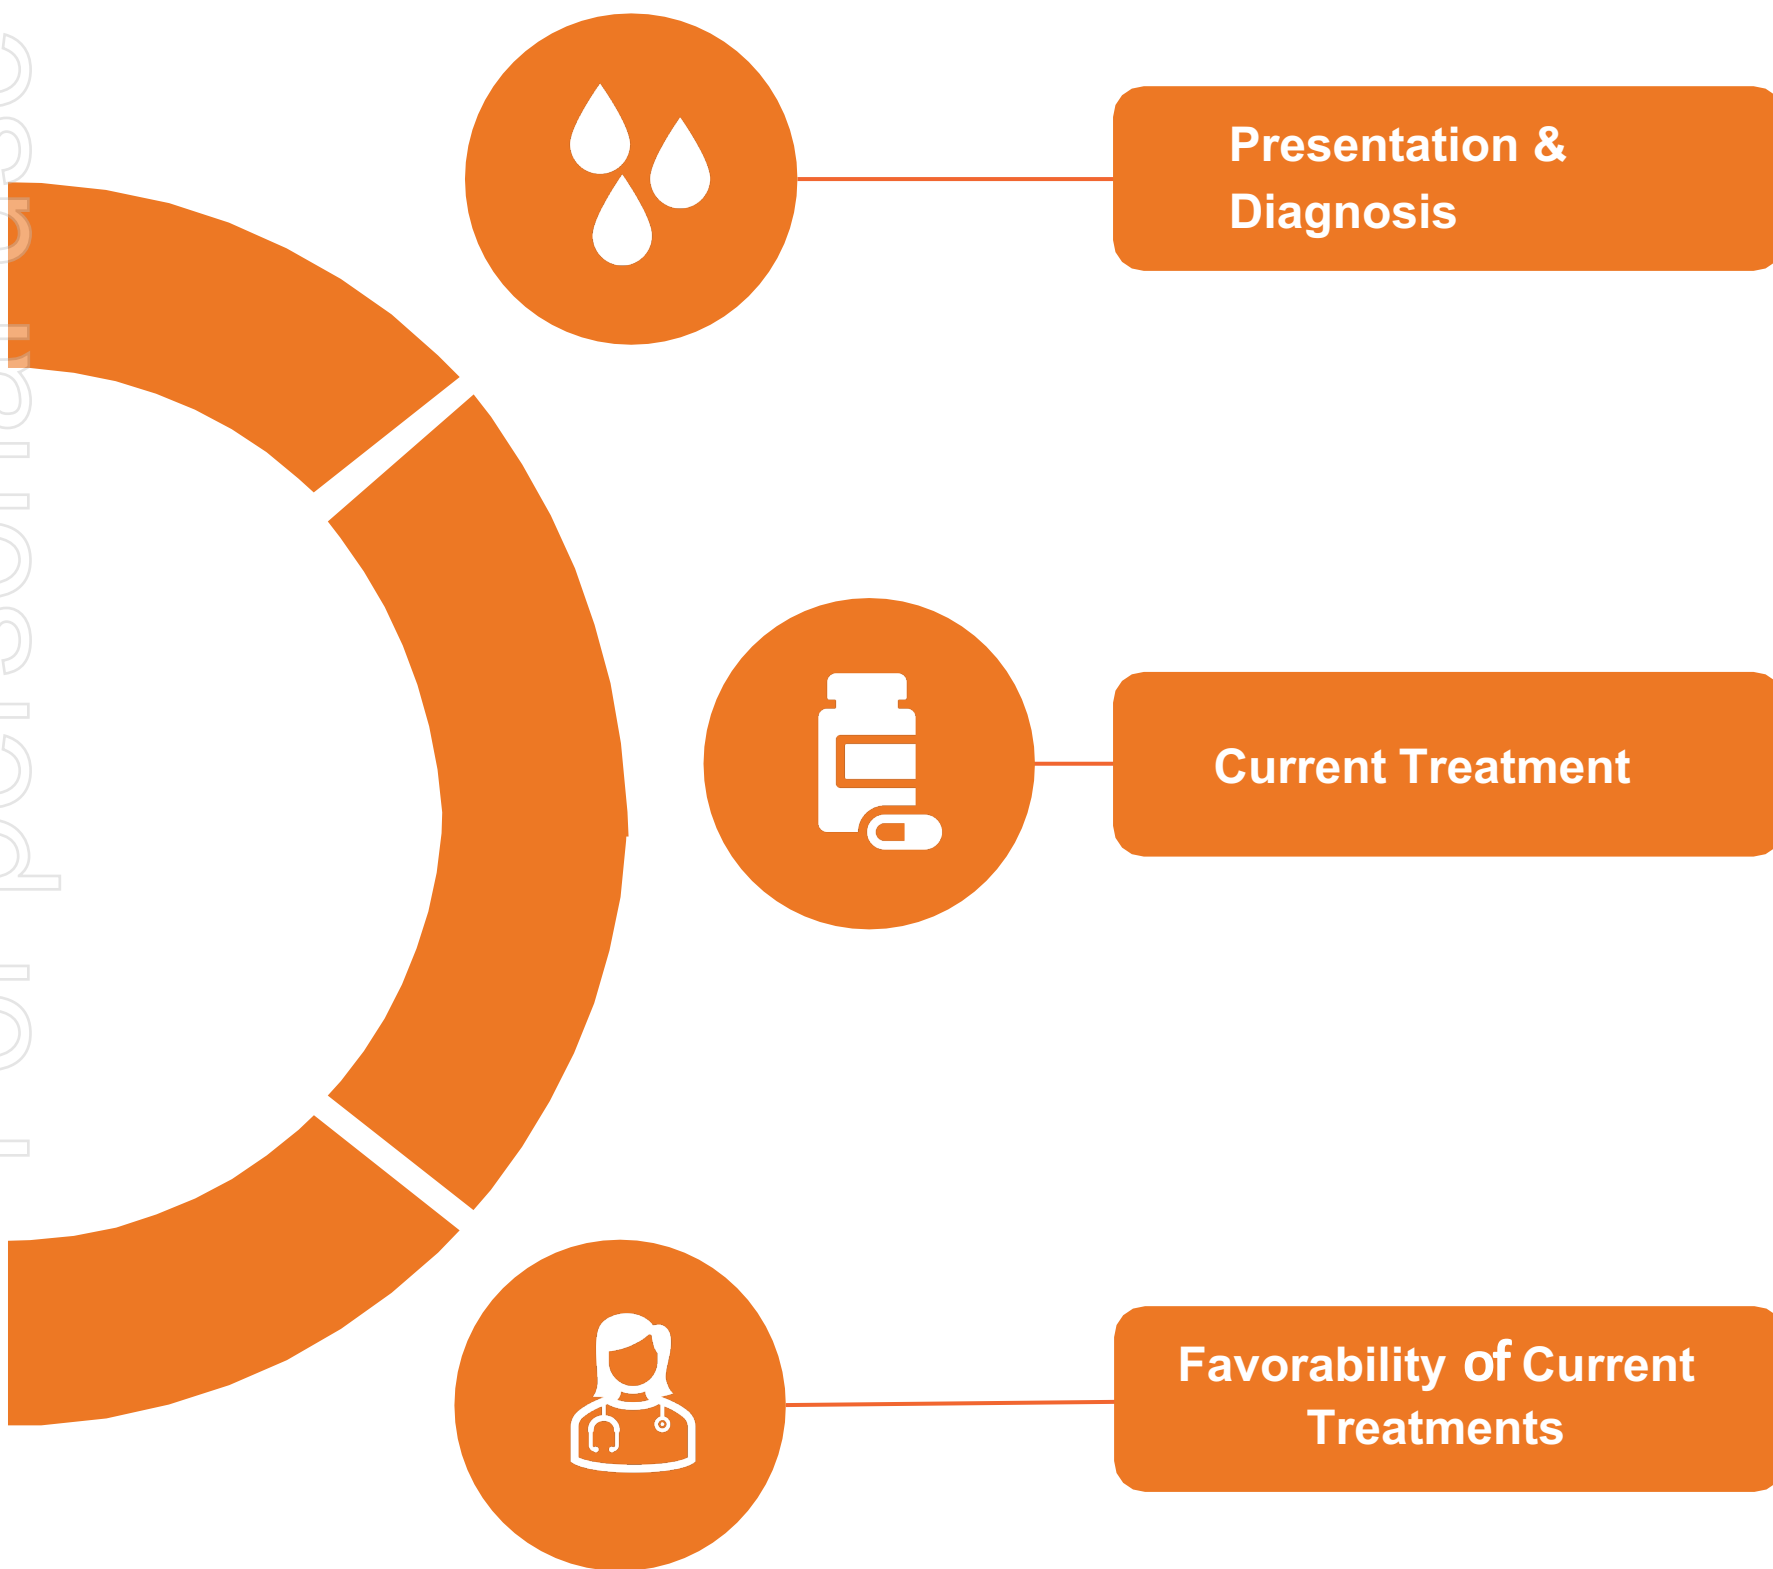 Presentation &
Diagnosis
Current Treatment
Favorability of Current
Treatments